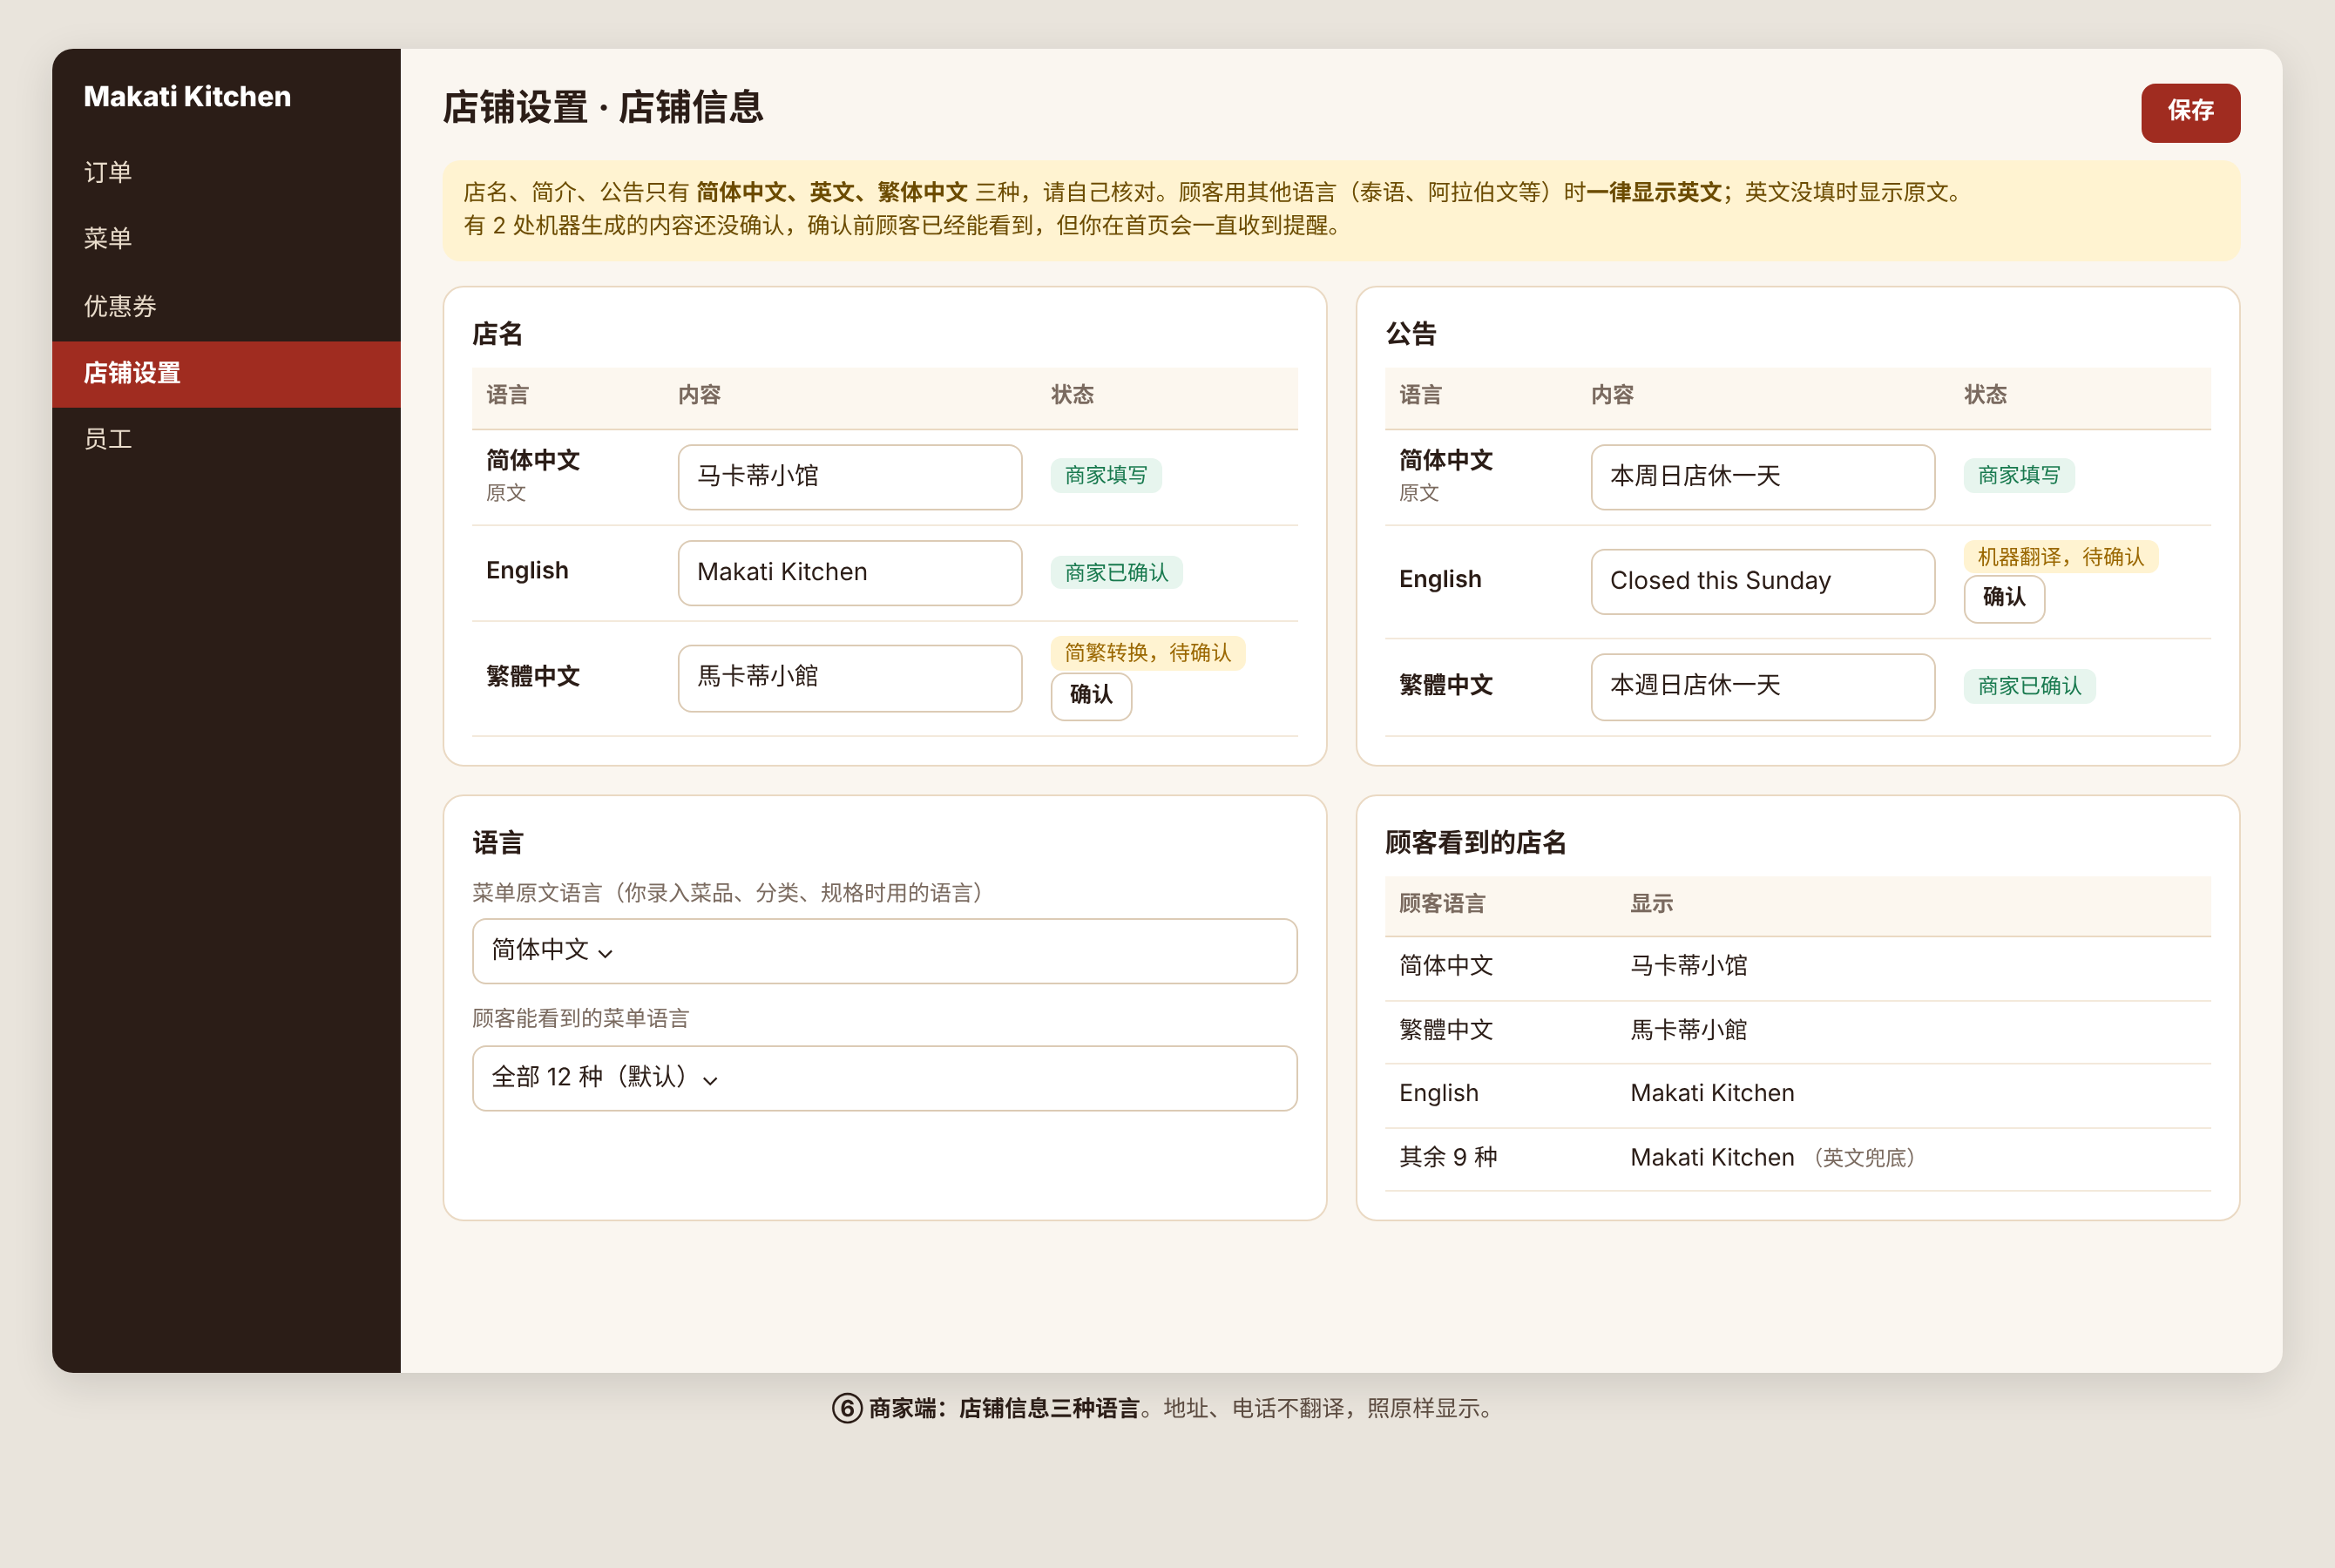 Makati Kitchen
订单
菜单
优惠券
店铺设置
员工
店铺设置 · 店铺信息
保存
店名、简介、公告只有 简体中文、英文、繁体中文 三种，请自己核对。顾客用其他语言（泰语、阿拉伯文等）时一律显示英文；英文没填时显示原文。
有 2 处机器生成的内容还没确认，确认前顾客已经能看到，但你在首页会一直收到提醒。
店名
语言 内容 状态
简体中文
原文
马卡蒂小馆
商家填写
English
Makati Kitchen
商家已确认
繁體中文
馬卡蒂小館
简繁转换，待确认
确认
公告
语言 内容 状态
简体中文
原文
本周日店休一天
商家填写
English
Closed this Sunday
机器翻译，待确认
确认
繁體中文
本週日店休一天
商家已确认
语言
菜单原文语言（你录入菜品、分类、规格时用的语言）
简体中文
顾客能看到的菜单语言
全部 12 种（默认）
顾客看到的店名
顾客语言 显示
简体中文 马卡蒂小馆
繁體中文 馬卡蒂小館
English Makati Kitchen
其余 9 种 Makati Kitchen （英文兜底）
⑥ 商家端：店铺信息三种语言。地址、电话不翻译，照原样显示。